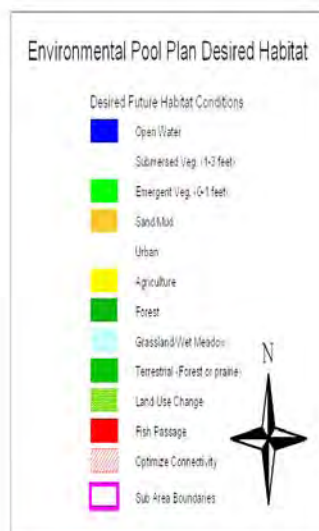 Environmental Pool Plan Desired Habitat
Desired Future Habitat Conditions
Open Water
Submersed Veg. (1-3 feet)
Emergent Veg. (0-1 feet)
Sand/Mud
Urban
Agriculture
Forest
Grassland/Wet Meadow
Terrestrial (Forest or prairie)
N
Land Use Change
Fish Passage
Optimize Connectivity
Sub Area Boundaries